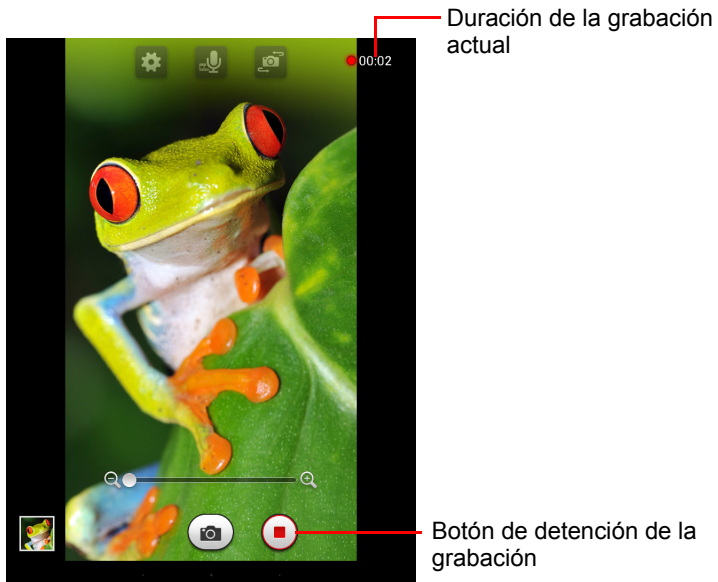 Duración de la grabación
actual
00:02
Botón de detención de la
grabación